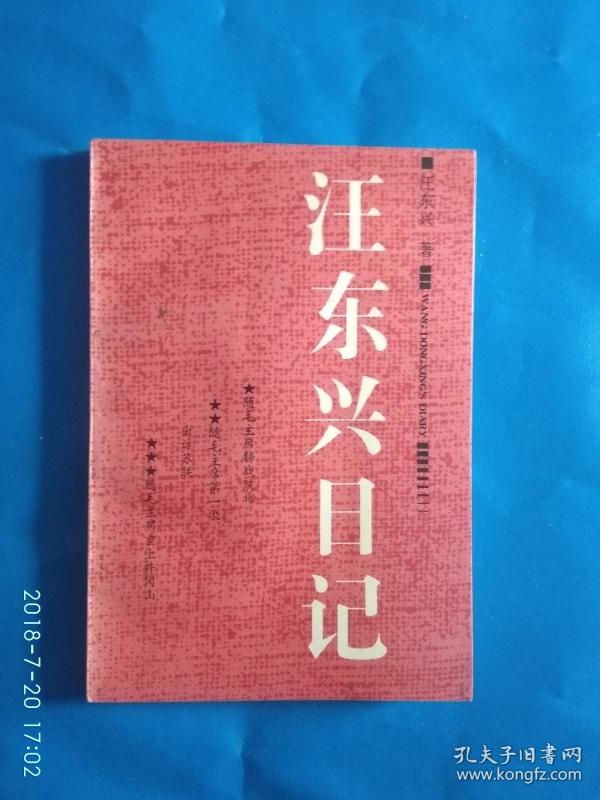 汪东兴 著
WANG DONGXING'S DIARY
汪东兴日记
★随毛主席转战陕北
★★随毛主席第一次
出访苏联
★★★随毛主席重上井冈山
2018-7-20 17:02
孔夫子旧书网
www.kongfz.com